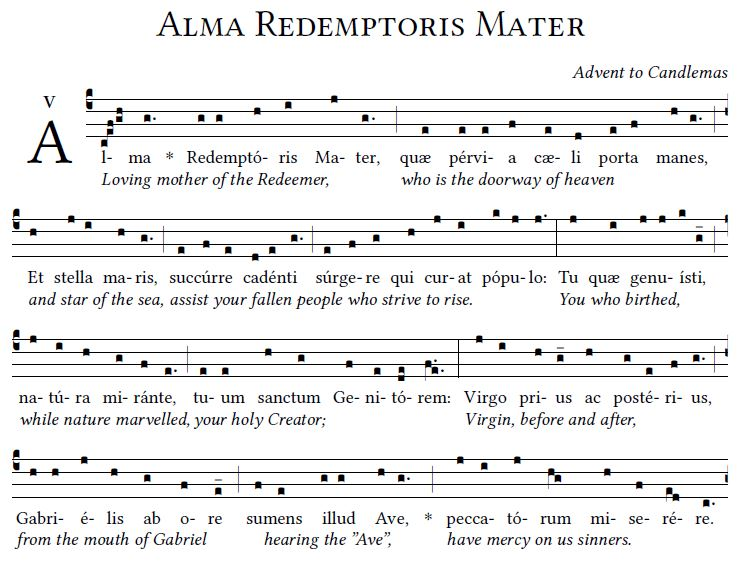 ALMA REDEMPTORIS MATER
Advent to Candlemas
V
Al- ma * Redemptó- ris Ma- ter, quæ pérvi- a cæ- li porta manes,
Loving mother of the Redeemer, who is the doorway of heaven
Et stella ma- ris, succúrre cadénti súrge- re qui cur- at pópu- lo: Tu quæ genu- ísti,
and star of the sea, assist your fallen people who strive to rise. You who birthed,
na- tú- ra mi- ránte, tu- um sanctum Ge- ni- tó- rem: Virgo pri- us ac posté- ri- us,
while nature marvelled, your holy Creator; Virgin, before and after,
Gabri- é- lis ab o- re sumens illud Ave, * pecca- tó- rum mi- se- ré- re.
from the mouth of Gabriel hearing the ”Ave”, have mercy on us sinners.